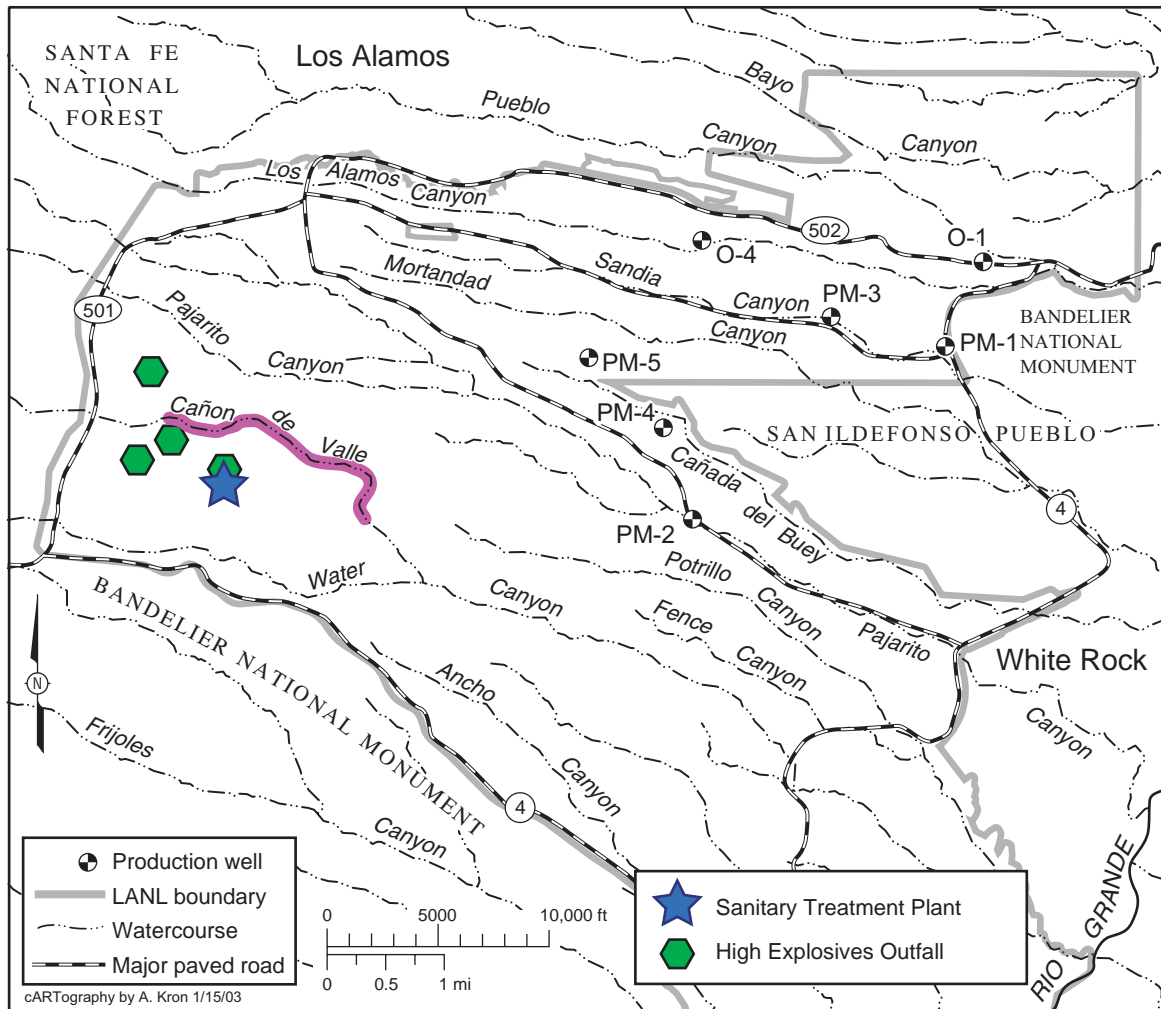 SANTA FE
NATIONAL
FOREST
Los Alamos
Bayo
Canyon
Pueblo
Canyon
Los Alamos
Canyon
502
O-1
O-4
Mortandad
Sandia
Canyon
PM-3
Canyon
PM-1
BANDELIER
NATIONAL
MONUMENT
501
Pajarito
Canyon
PM-5
PM-4
SAN ILDEFONSO PUEBLO
Cañon de Valle
Cañada
del Buey
4
PM-2
Water
Canyon
Potrillo
Canyon
Fence
Canyon
Pajarito
Canyon
White Rock
BANDELIER NATIONAL MONUMENT
Ancho
Canyon
N
Frijoles
Canyon
4
RIO GRANDE
Production well
LANL boundary
Watercourse
Major paved road
cARTography by A. Kron 1/15/03
0 5000 10,000 ft
0 0.5 1 mi
Sanitary Treatment Plant
High Explosives Outfall